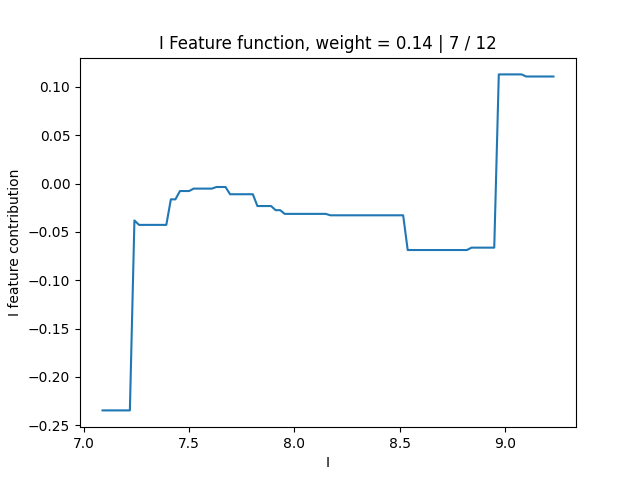 I Feature function, weight = 0.14 | 7 / 12
I feature contribution
0.10
0.05
0.00
−0.05
−0.10
−0.15
−0.20
−0.25
7.0 7.5 8.0 8.5 9.0
I